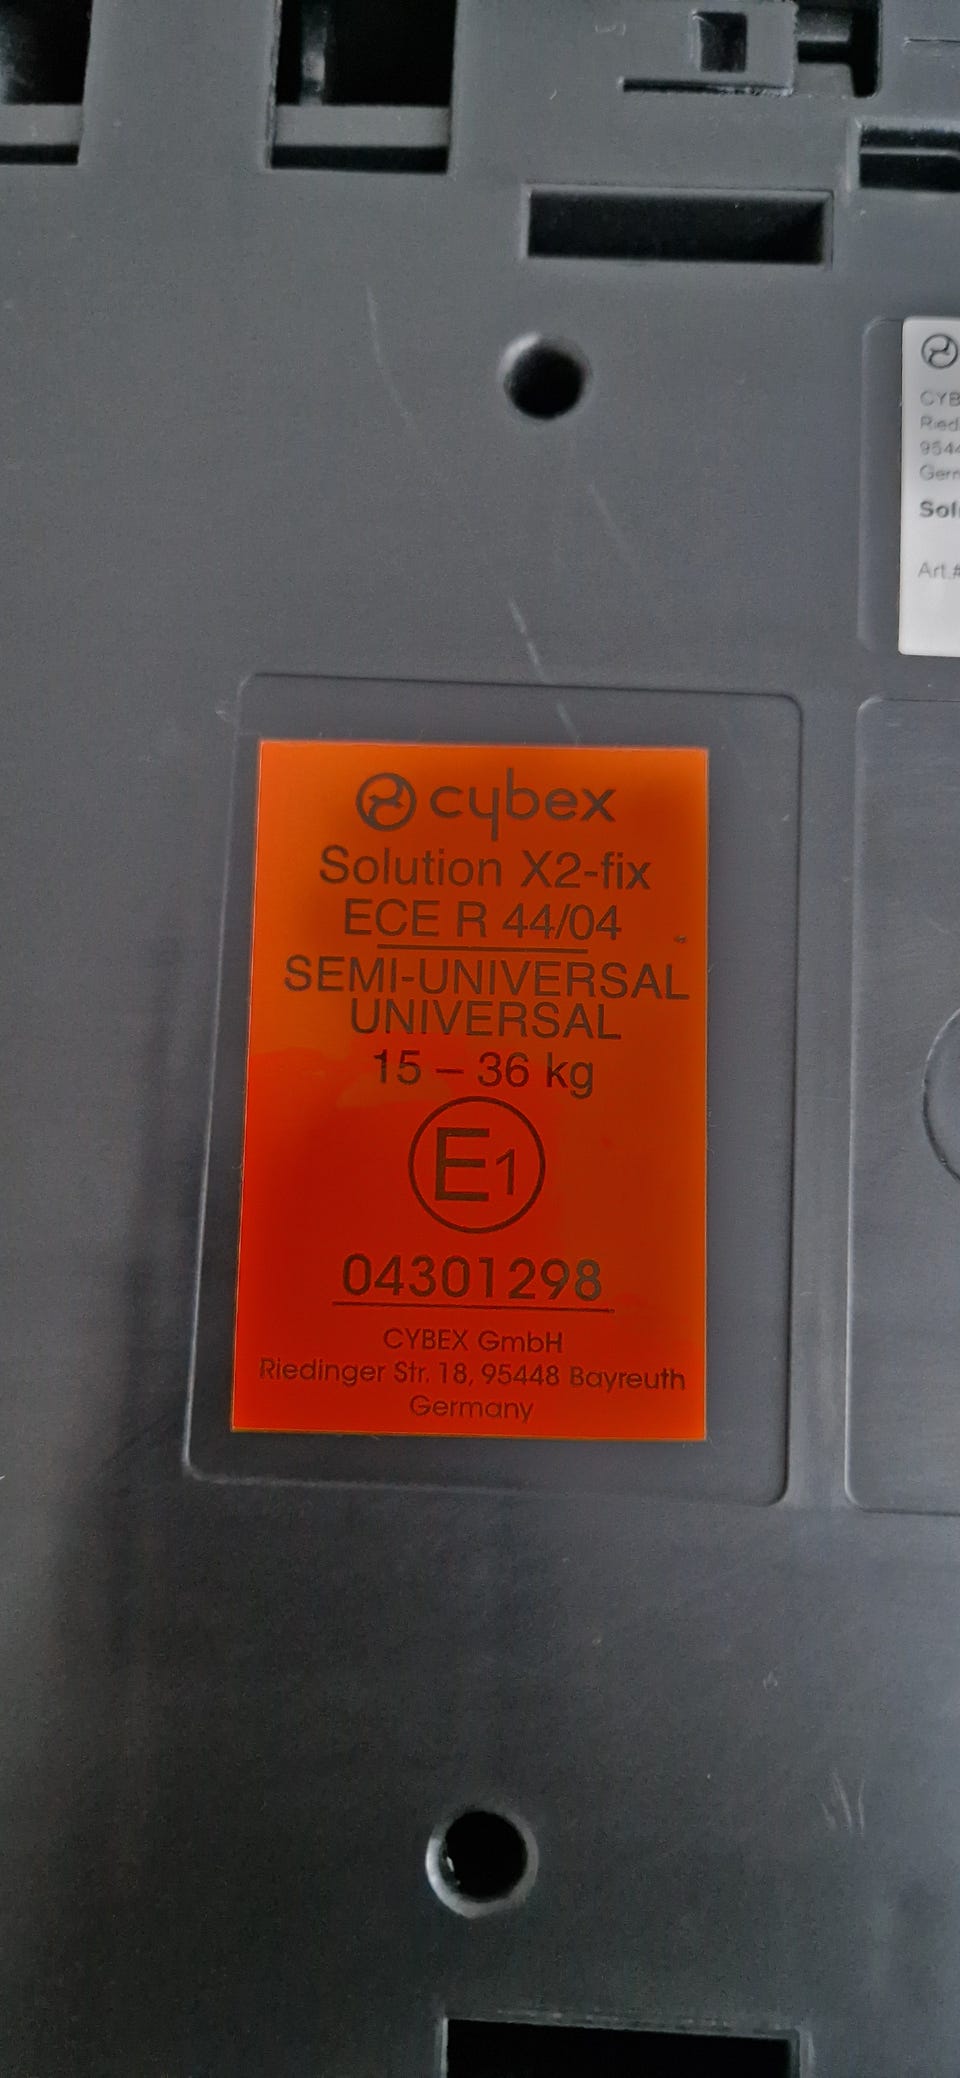 cybex
Solution X2-fix
ECE R 44/04
SEMI-UNIVERSAL
UNIVERSAL
15 – 36 kg
E1
04301298
CYBEX GmbH
Riedinger Str. 18, 95448 Bayreuth
Germany
Art.#